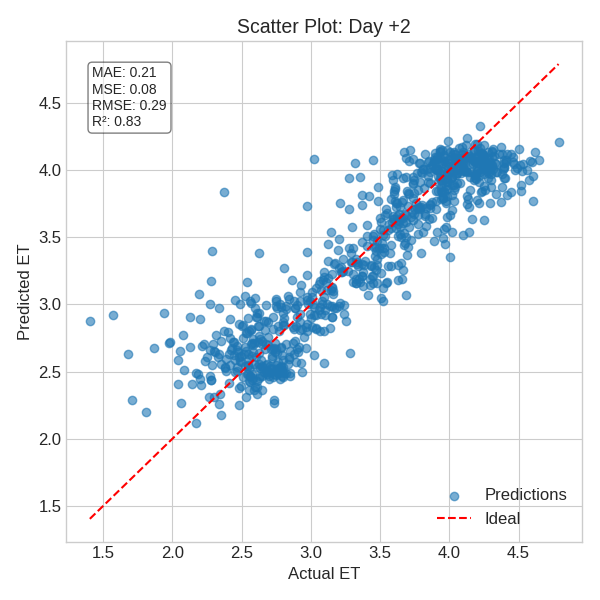 Scatter Plot: Day +2
MAE: 0.21
MSE: 0.08
RMSE: 0.29
R²: 0.83
Predicted ET
4.5
4.0
3.5
3.0
2.5
2.0
1.5
Predictions
Ideal
1.5 2.0 2.5 3.0 3.5 4.0 4.5
Actual ET